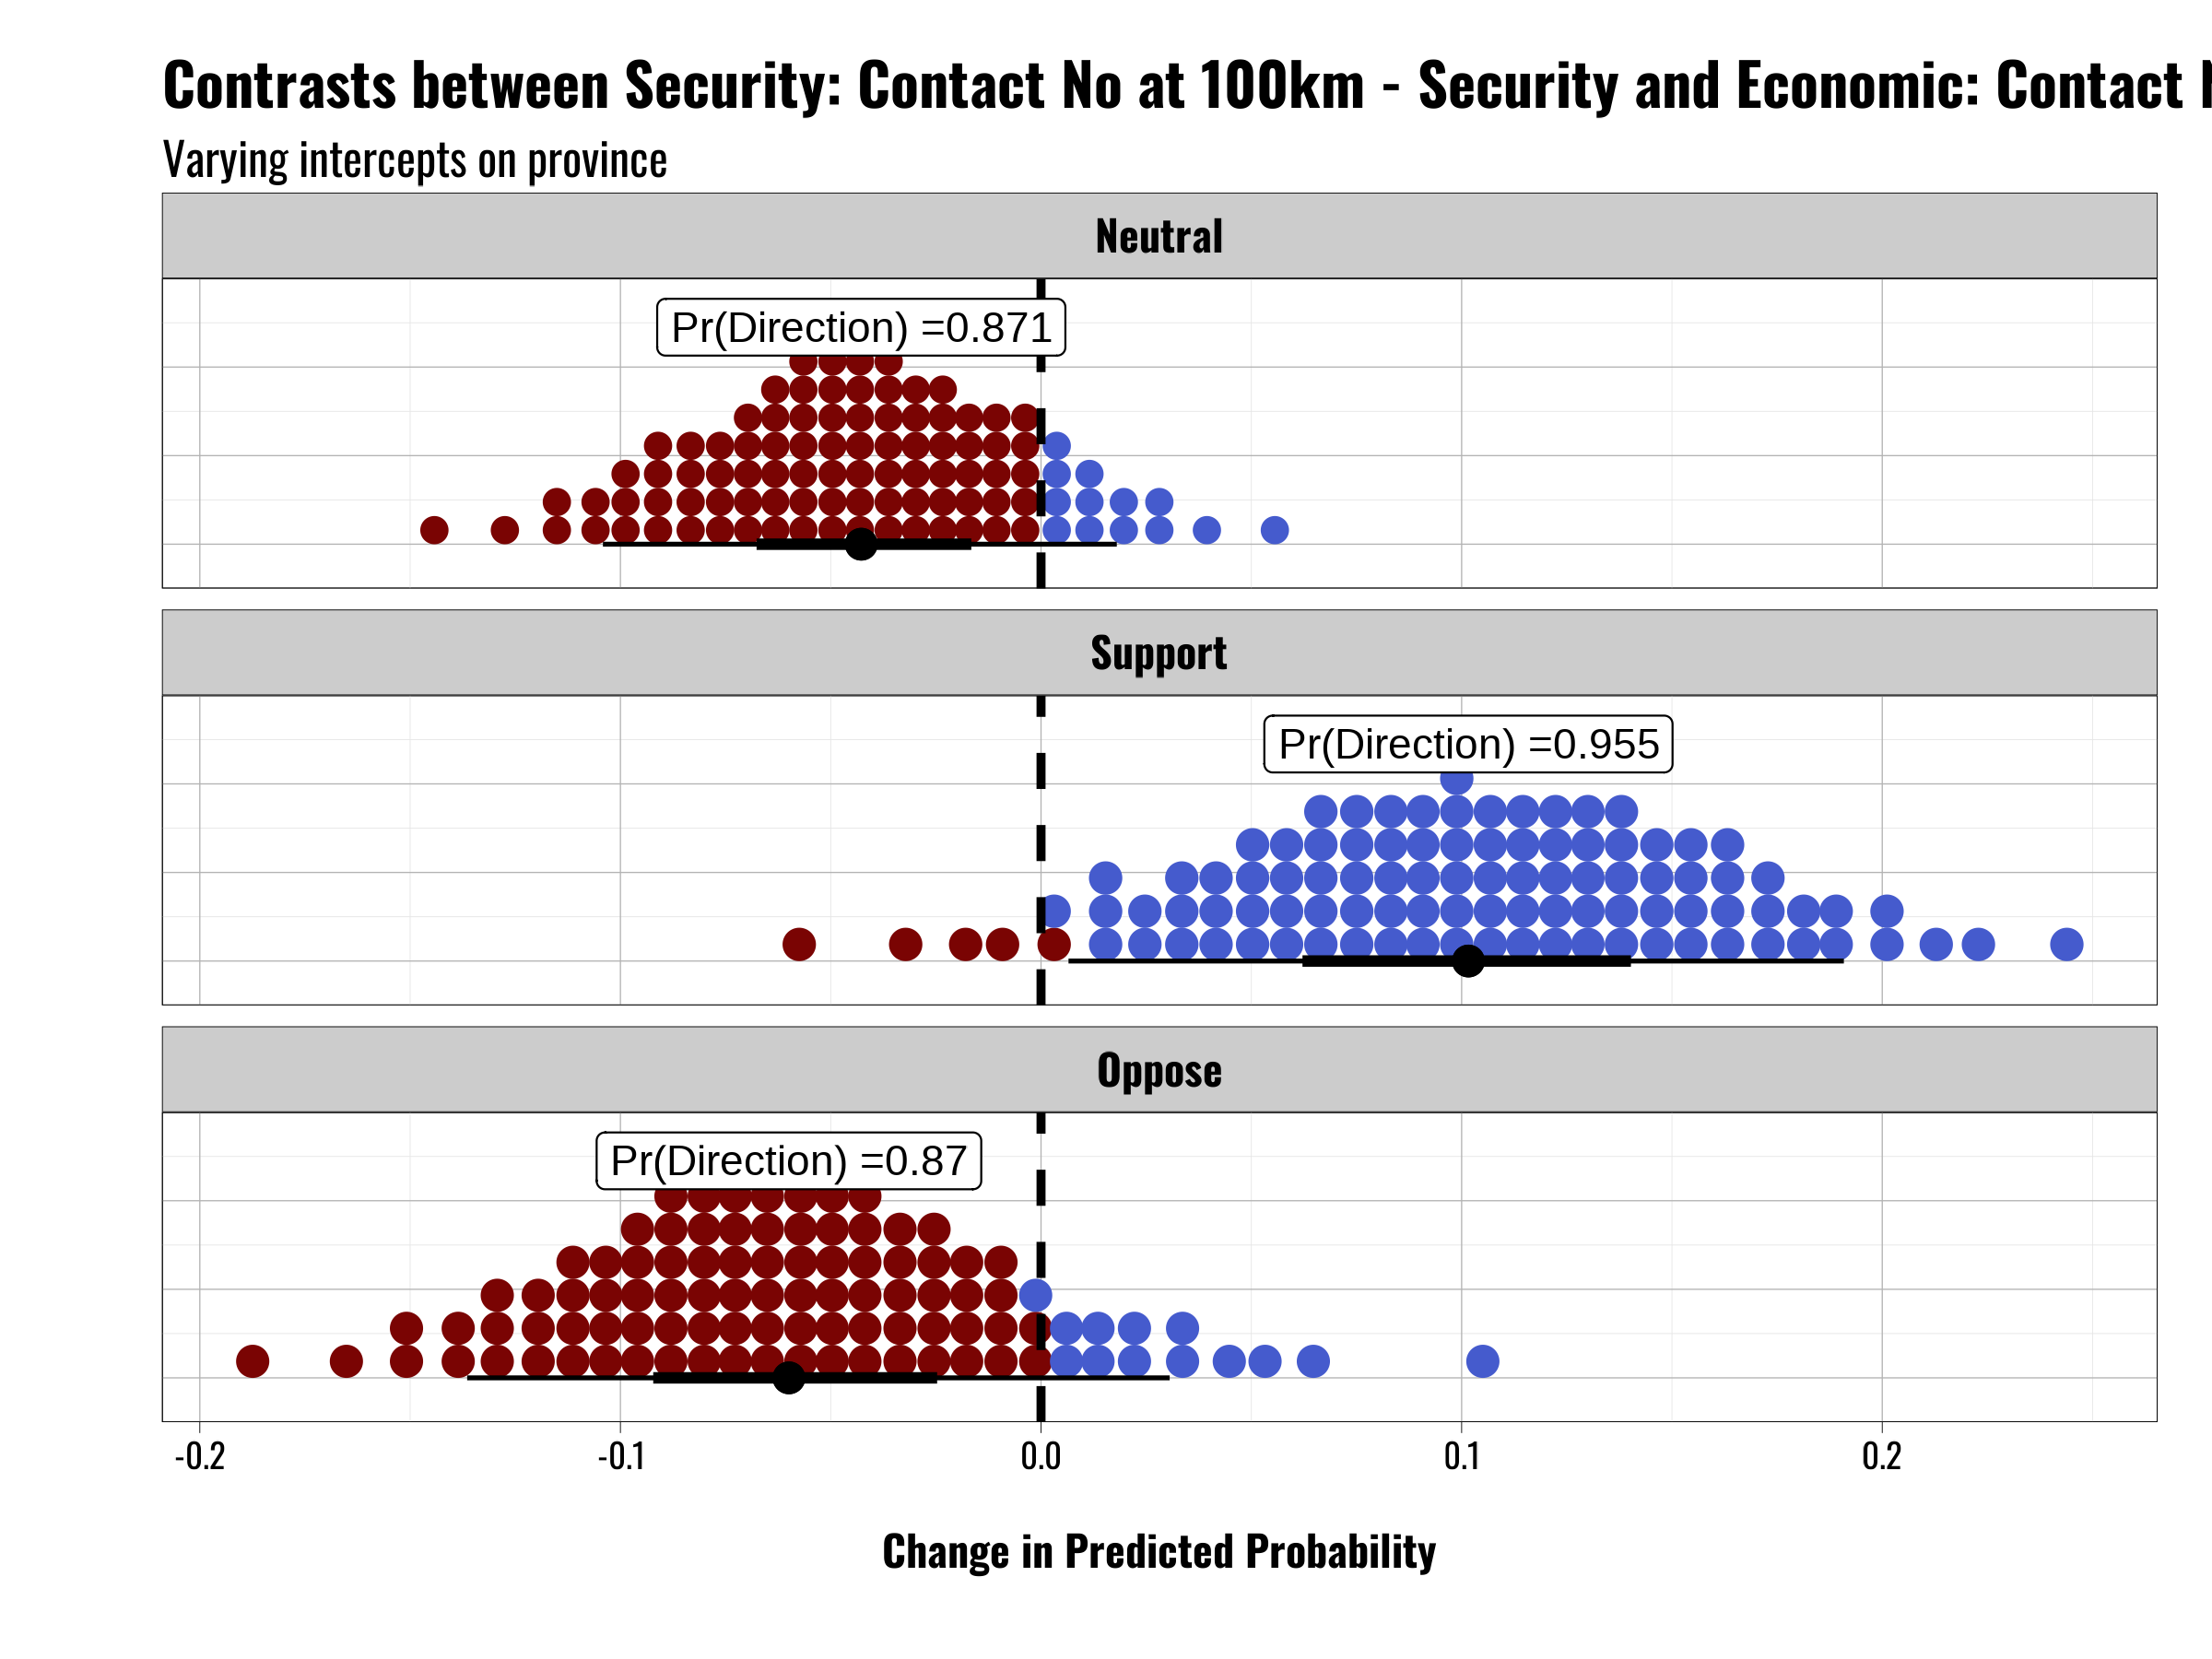 Contrasts between Security: Contact No at 100km - Security and Economic: Contact
Varying intercepts on province
Neutral
Pr(Direction) =0.871
Support
Pr(Direction) =0.955
Oppose
Pr(Direction) =0.87
-0.2 -0.1 0.0 0.1 0.2
Change in Predicted Probability